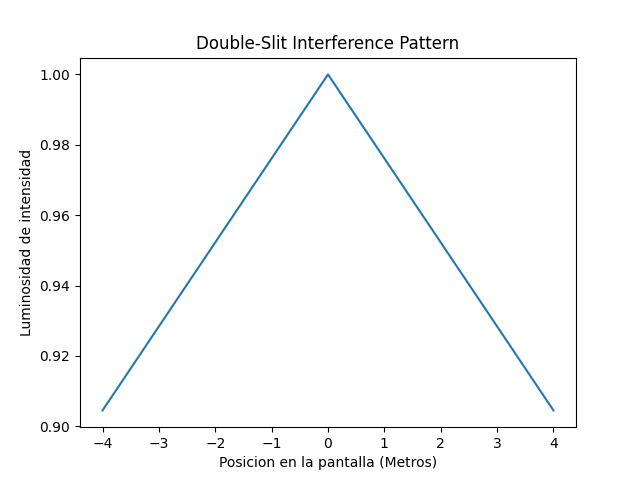 Double-Slit Interference Pattern
Luminosidad de intensidad
1.00
0.98
0.96
0.94
0.92
0.90
−4 −3 −2 −1 0 1 2 3 4
Posicion en la pantalla (Metros)